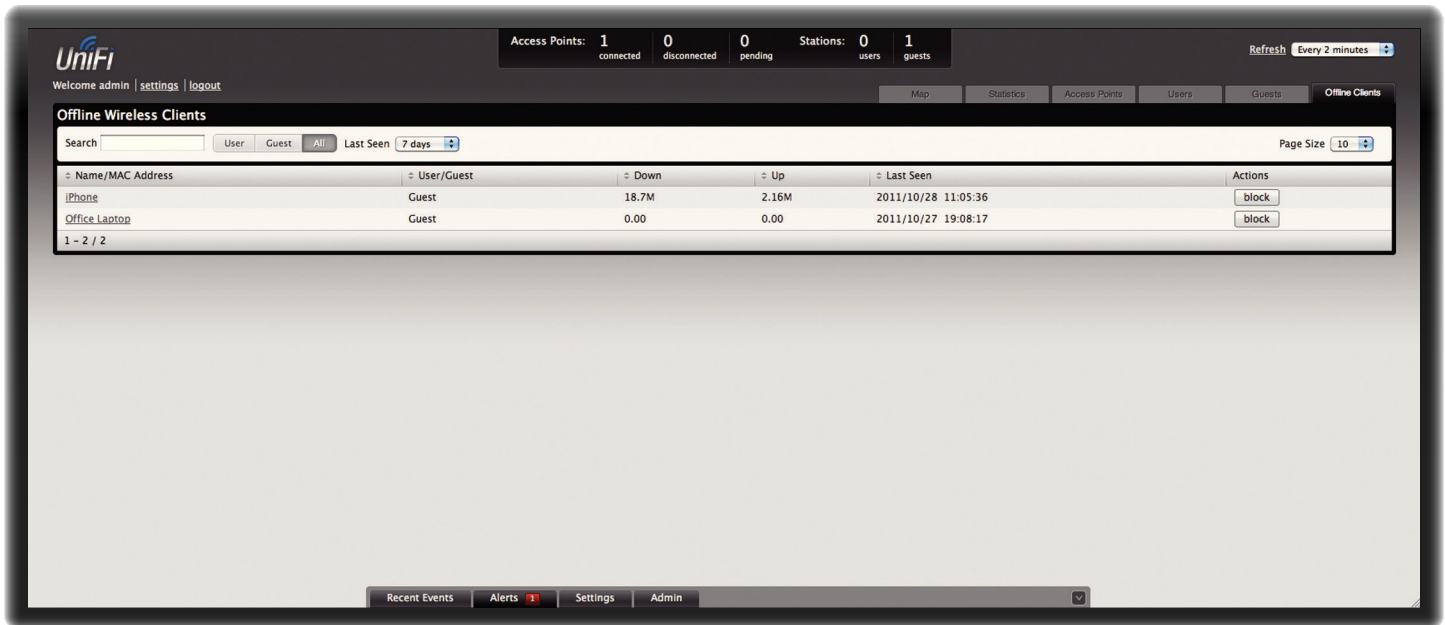 UniFi
Access Points: 1 connected 0 disconnected 0 pending Stations: 0 users 1 guests
Refresh Every 2 minutes
Welcome admin | settings | logout
Map Statistics Access Points Users Guests Offline Clients
Offline Wireless Clients
Search User Guest All Last Seen 7 days Page Size 10
Name/MAC Address User/Guest Down Up Last Seen Actions
iPhone Guest 18.7M 2.16M 2011/10/28 11:05:36 block
Office Laptop Guest 0.00 0.00 2011/10/27 19:08:17 block
1 - 2 / 2
Recent Events Alerts 1 Settings Admin